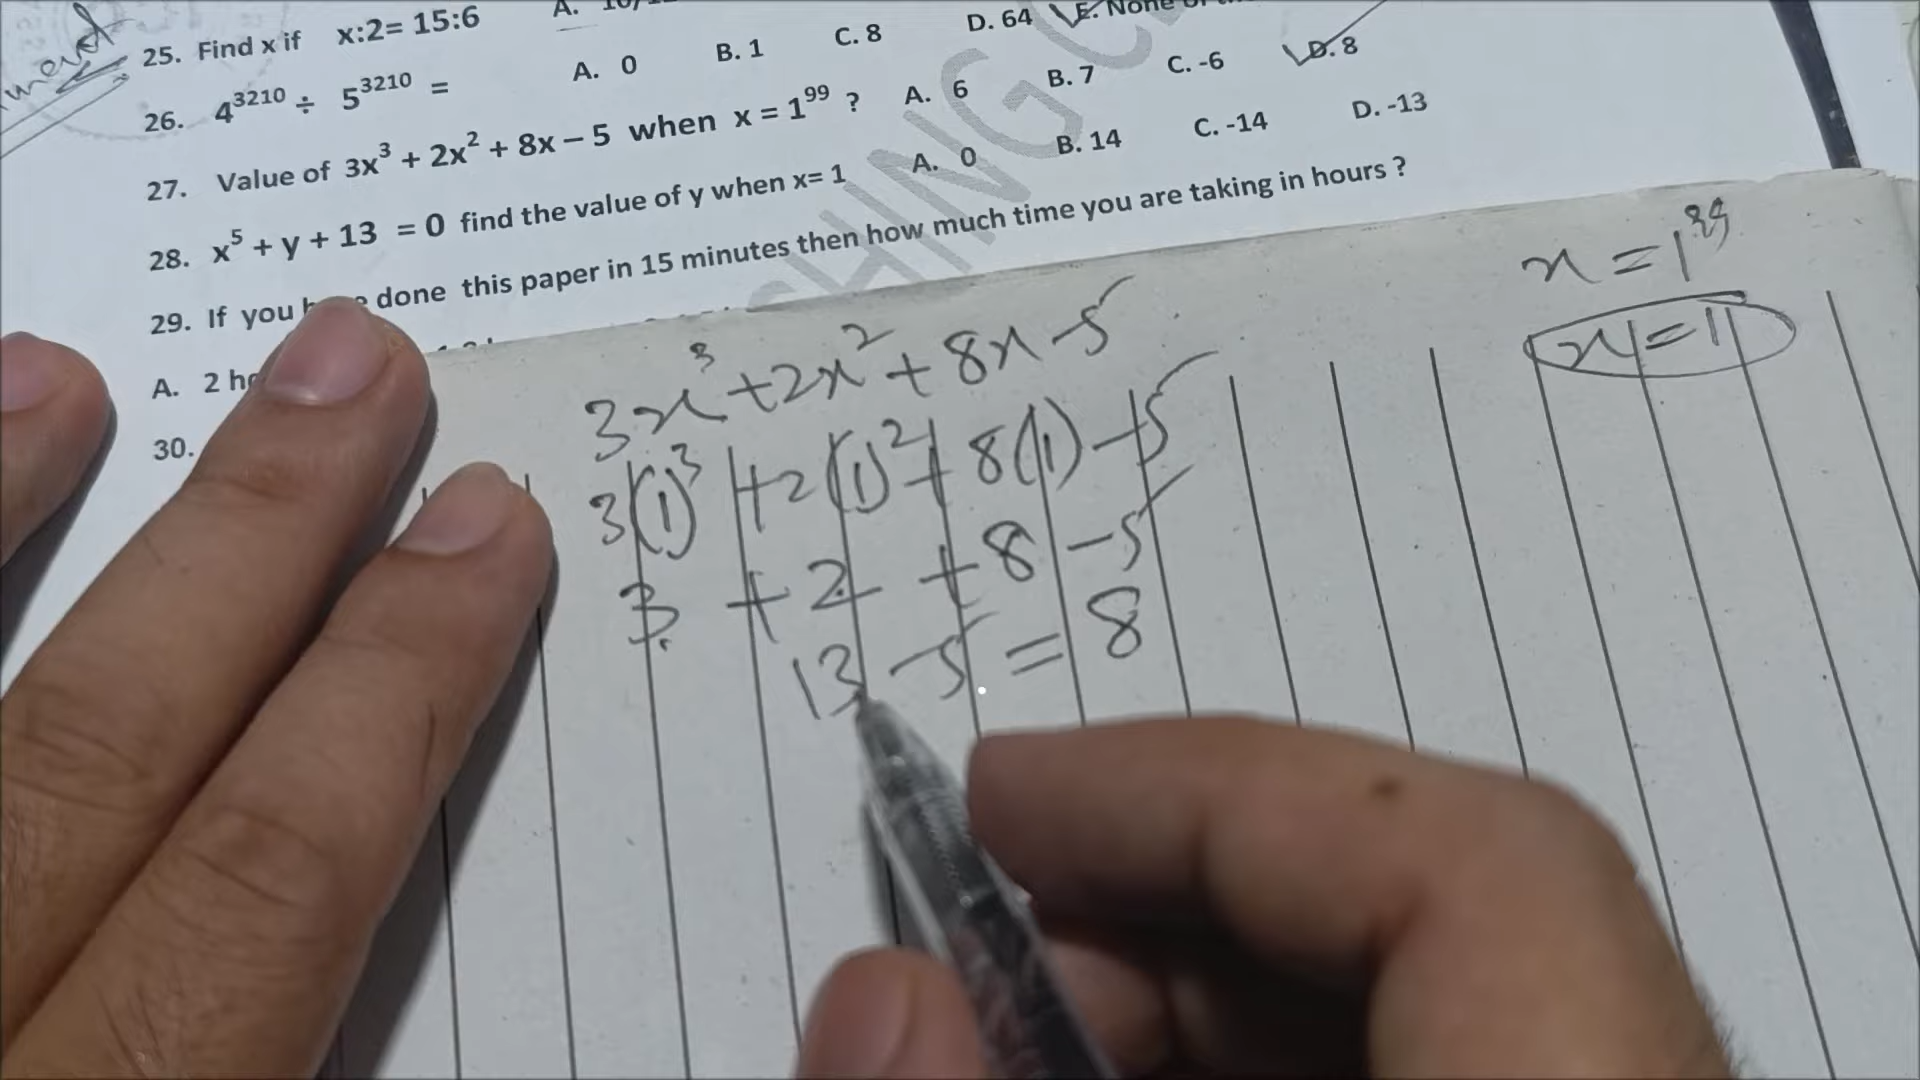 25. Find x if x:2= 15:6 A.
26. 4^3210 ÷ 5^3210 = A. 0 B. 1 C. 8 D. 64 E. None
27. Value of 3x^3 + 2x^2 + 8x – 5 when x = 1^99 ? A. 6 B. 7 C. -6 D. 8
28. x^5 + y + 13 = 0 find the value of y when x= 1 A. 0 B. 14 C. -14 D. -13
29. If you done this paper in 15 minutes then how much time you are taking in hours ?
A. 2
30.
x = 1^99
x = 1
3x^3 + 2x^2 + 8x - 5
3(1)^3 + 2(1)^2 + 8(1) - 5
3 + 2 + 8 - 5
13 - 5 = 8